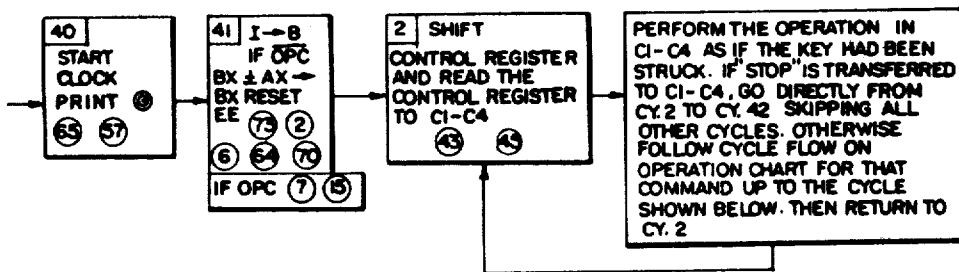 40
START
CLOCK
PRINT
65 57
41 I→B
IF OPC
BX ± AX →
BX RESET
EE
73 2
6 64 70
IF OPC 7 15
2 SHIFT
CONTROL REGISTER
AND READ THE
CONTROL REGISTER
TO C1-C4
43 45
PERFORM THE OPERATION IN
C1-C4 AS IF THE KEY HAD BEEN
STRUCK. IF "STOP" IS TRANSFERRED
TO C1-C4, GO DIRECTLY FROM
CY. 2 TO CY. 42 SKIPPING ALL
OTHER CYCLES. OTHERWISE
FOLLOW CYCLE FLOW ON
OPERATION CHART FOR THAT
COMMAND UP TO THE CYCLE
SHOWN BELOW. THEN RETURN TO
CY. 2